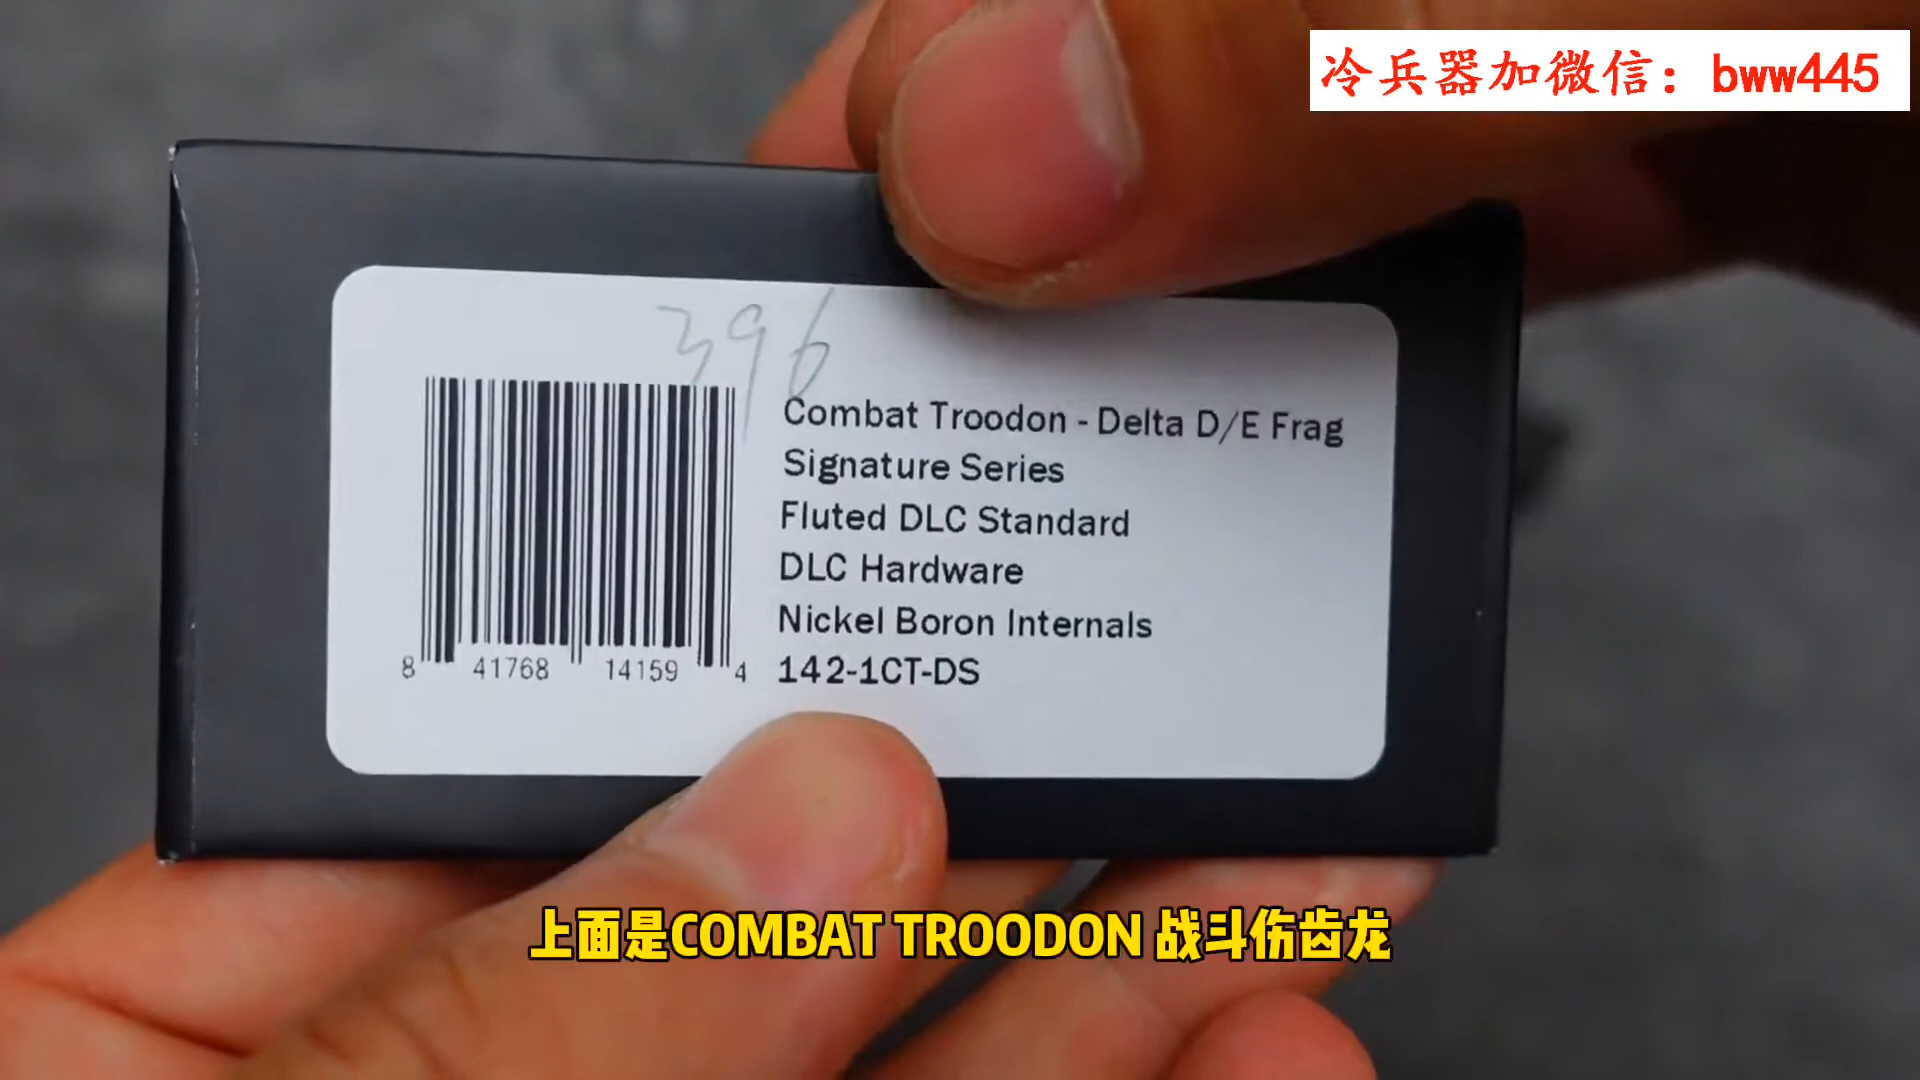 冷兵器加微信：bww445
396
Combat Troodon - Delta D/E Frag
Signature Series
Fluted DLC Standard
DLC Hardware
Nickel Boron Internals
142-1CT-DS
8 41768 14159 4
上面是COMBAT TROODON 战斗伤齿龙